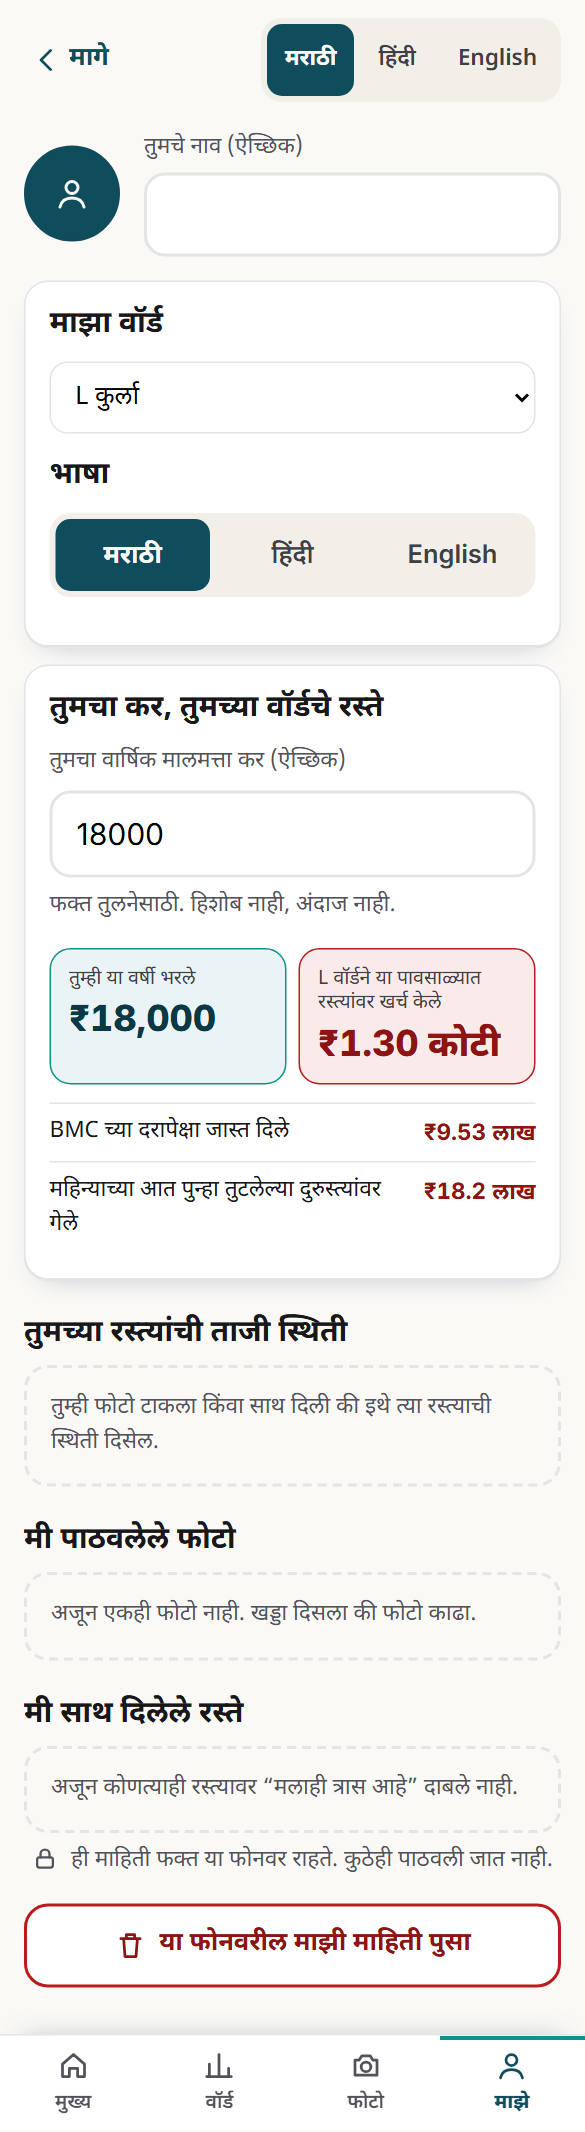 मागे
मराठी हिंदी English
तुमचे नाव (ऐच्छिक)
माझा वॉर्ड
L कुर्ला
भाषा
मराठी हिंदी English
तुमचा कर, तुमच्या वॉर्डचे रस्ते
तुमचा वार्षिक मालमत्ता कर (ऐच्छिक)
18000
फक्त तुलनेसाठी. हिशोब नाही, अंदाज नाही.
तुम्ही या वर्षी भरले
₹18,000
L वॉर्डने या पावसाळ्यात
रस्त्यांवर खर्च केले
₹1.30 कोटी
BMC च्या दरापेक्षा जास्त दिले ₹9.53 लाख
महिन्याच्या आत पुन्हा तुटलेल्या दुरुस्त्यांवर ₹18.2 लाख
गेले
तुमच्या रस्त्यांची ताजी स्थिती
तुम्ही फोटो टाकला किंवा साथ दिली की इथे त्या रस्त्याची
स्थिती दिसेल.
मी पाठवलेले फोटो
अजून एकही फोटो नाही. खड्डा दिसला की फोटो काढा.
मी साथ दिलेले रस्ते
अजून कोणत्याही रस्त्यावर “मलाही त्रास आहे” दाबले नाही.
ही माहिती फक्त या फोनवर राहते. कुठेही पाठवली जात नाही.
या फोनवरील माझी माहिती पुसा
मुख्य वॉर्ड फोटो माझे